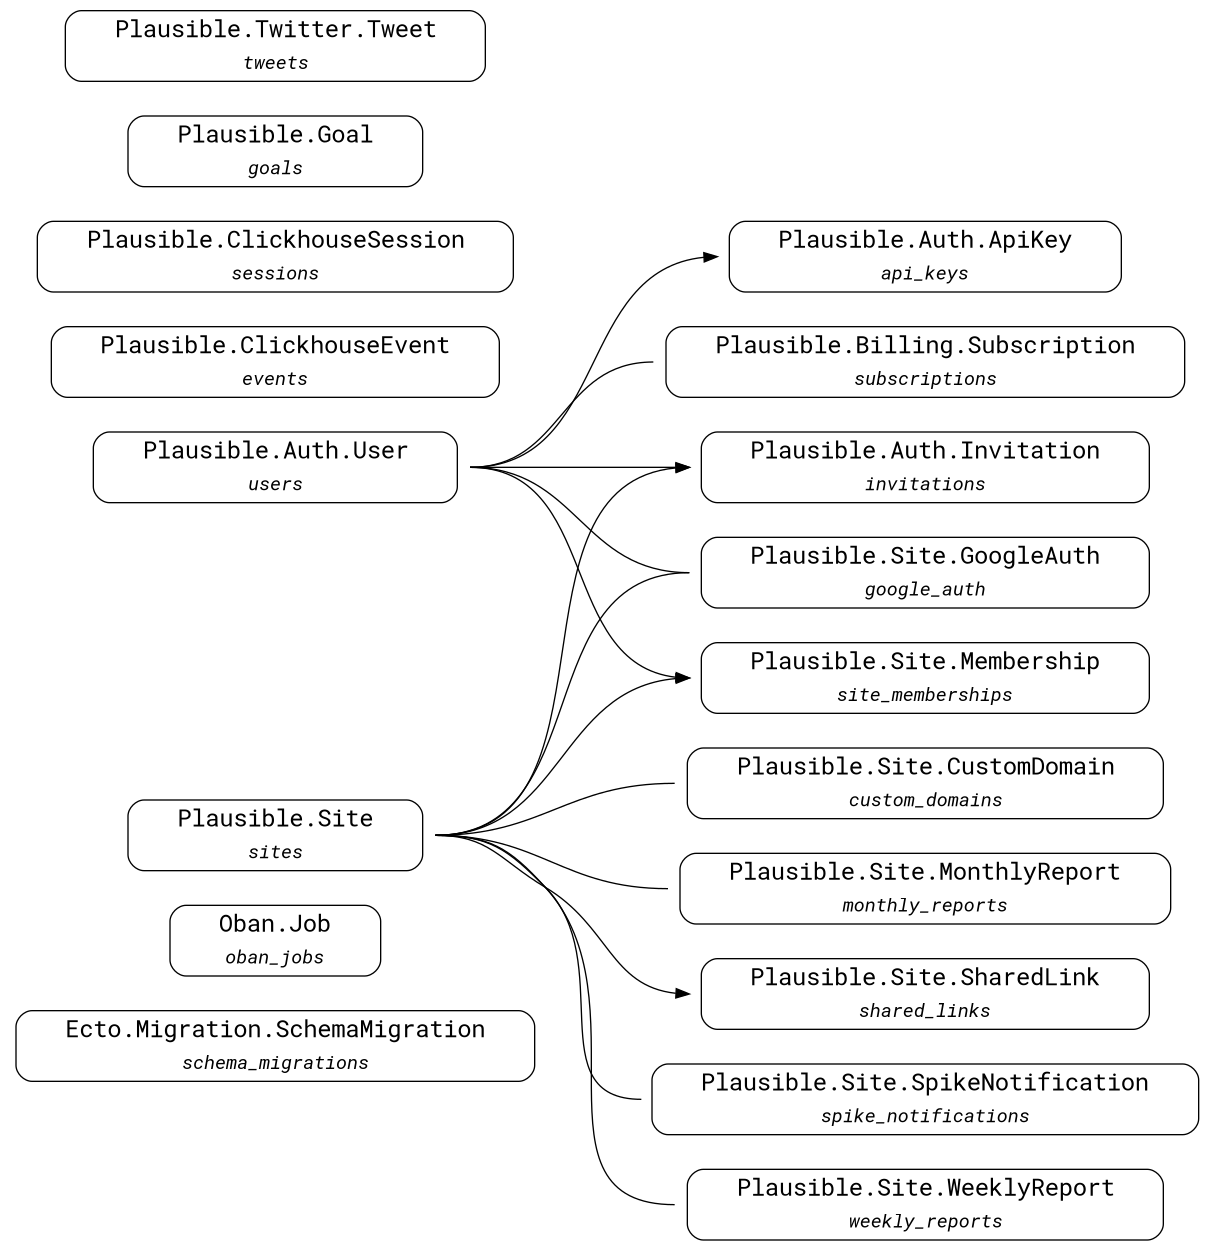 Plausible.Twitter.Tweet
tweets
Plausible.Goal
goals
Plausible.ClickhouseSession
sessions
Plausible.ClickhouseEvent
events
Plausible.Auth.User
users
Plausible.Site
sites
Oban.Job
oban_jobs
Ecto.Migration.SchemaMigration
schema_migrations
Plausible.Auth.ApiKey
api_keys
Plausible.Billing.Subscription
subscriptions
Plausible.Auth.Invitation
invitations
Plausible.Site.GoogleAuth
google_auth
Plausible.Site.Membership
site_memberships
Plausible.Site.CustomDomain
custom_domains
Plausible.Site.MonthlyReport
monthly_reports
Plausible.Site.SharedLink
shared_links
Plausible.Site.SpikeNotification
spike_notifications
Plausible.Site.WeeklyReport
weekly_reports